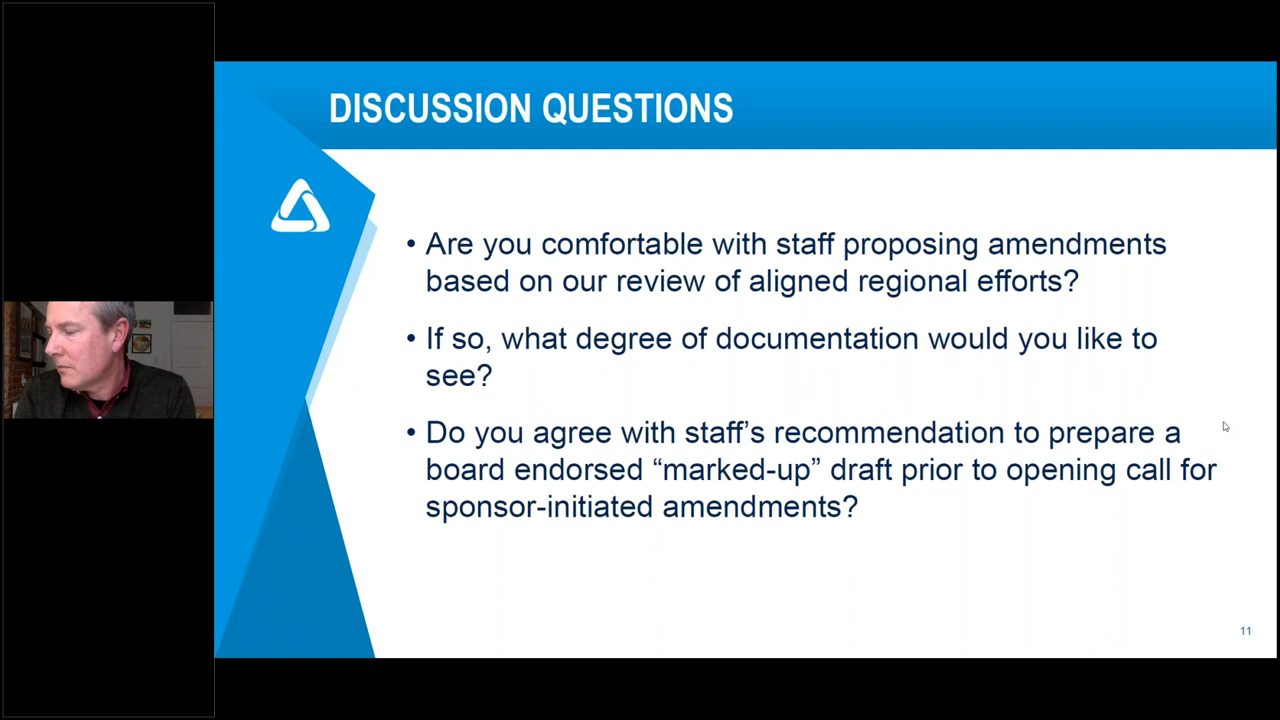 DISCUSSION QUESTIONS
• Are you comfortable with staff proposing amendments
based on our review of aligned regional efforts?
• If so, what degree of documentation would you like to
see?
• Do you agree with staff’s recommendation to prepare a
board endorsed “marked-up” draft prior to opening call for
sponsor-initiated amendments?
11